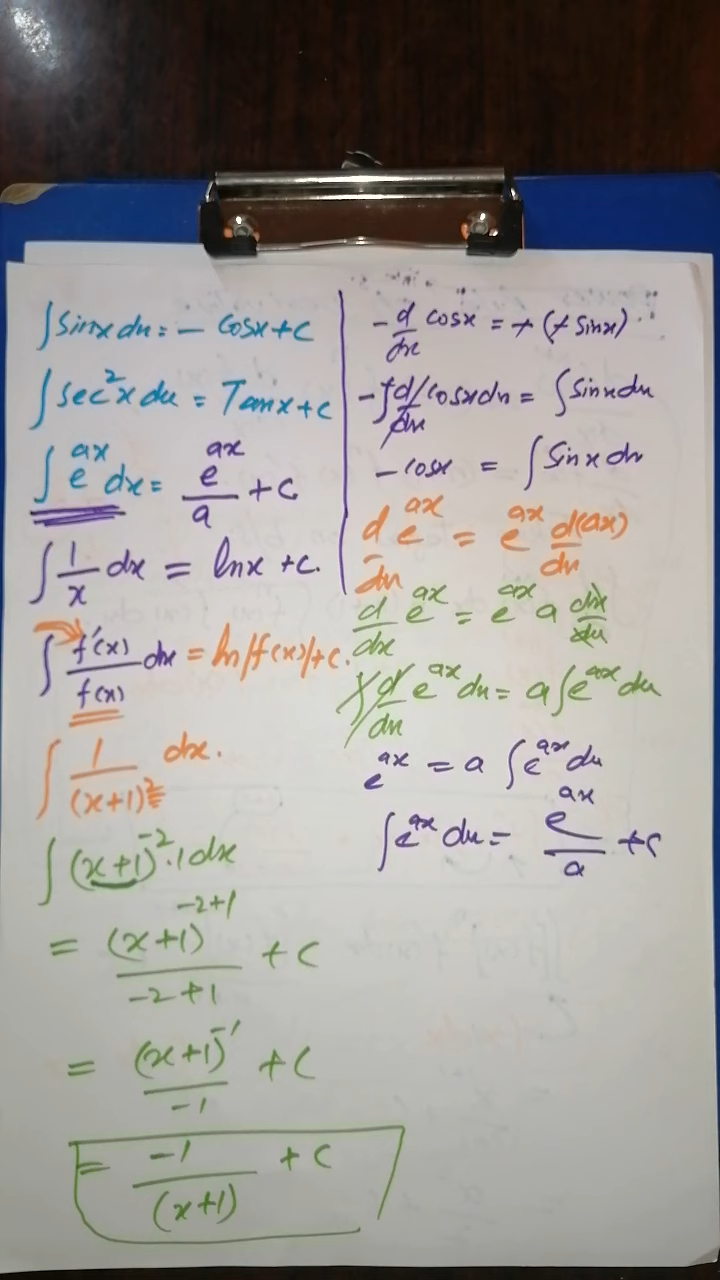 ∫ Sinx dx = - Cosx + C
∫ Sec²x dx = Tanx + C
∫ e^ax dx = e^ax / a + C
∫ 1/x dx = lnx + C.
∫ f'(x)/f(x) dx = ln|f(x)| + C.
∫ 1/(x+1)² dx.
∫ (x+1)^-2 · 1 dx
= (x+1)^-2+1 / -2+1 + C
= (x+1)^-1 / -1 + C
= -1/(x+1) + C
- d/dx cosx = + (+ Sinx)
- ∫ d/dx cosx dx = ∫ Sinx dx
- cosx = ∫ Sinx dx
d/dx e^ax = e^ax d(ax)/dx
d/dx e^ax = e^ax a dx/dx
∫ d/dx e^ax dx = a ∫ e^ax dx
e^ax = a ∫ e^ax dx
∫ e^ax dx = e^ax / a + C